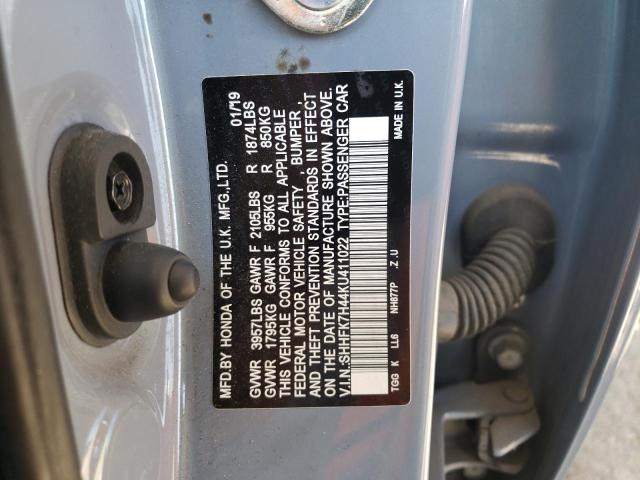 MFD.BY HONDA OF THE U.K. MFG.,LTD. 01/19
GVWR 3957LBS GAWR F 2105LBS R 1874LBS
GVWR 1795KG GAWR F 955KG R 850KG
THIS VEHICLE CONFORMS TO ALL APPLICABLE
FEDERAL MOTOR VEHICLE SAFETY , BUMPER ,
AND THEFT PREVENTION STANDARDS IN EFFECT
ON THE DATE OF MANUFACTURE SHOWN ABOVE.
V.I.N.:SHHFK7H44KU411022 TYPE:PASSENGER CAR
TGG K LL6 NH877P .Z.U MADE IN U.K.